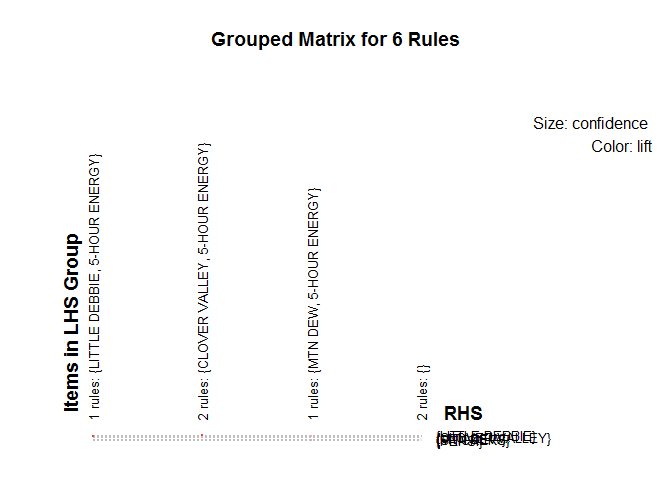 Grouped Matrix for 6 Rules
Size: confidence
Color: lift
Items in LHS Group
1 rules: {LITTLE DEBBIE, 5-HOUR ENERGY}
2 rules: {CLOVER VALLEY, 5-HOUR ENERGY}
1 rules: {MTN DEW, 5-HOUR ENERGY}
2 rules: {}
RHS